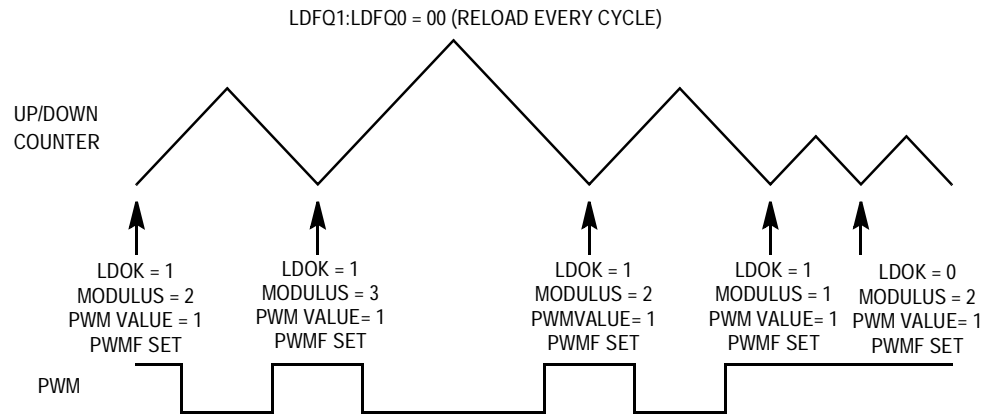 LDFQ1:LDFQ0 = 00 (RELOAD EVERY CYCLE)
UP/DOWN
COUNTER
LDOK = 1
MODULUS = 2
PWM VALUE = 1
PWMF SET
LDOK = 1
MODULUS = 3
PWM VALUE= 1
PWMF SET
LDOK = 1
MODULUS = 2
PWMVALUE= 1
PWMF SET
LDOK = 1
MODULUS = 1
PWM VALUE= 1
PWMF SET
LDOK = 0
MODULUS = 2
PWM VALUE= 1
PWMF SET
PWM